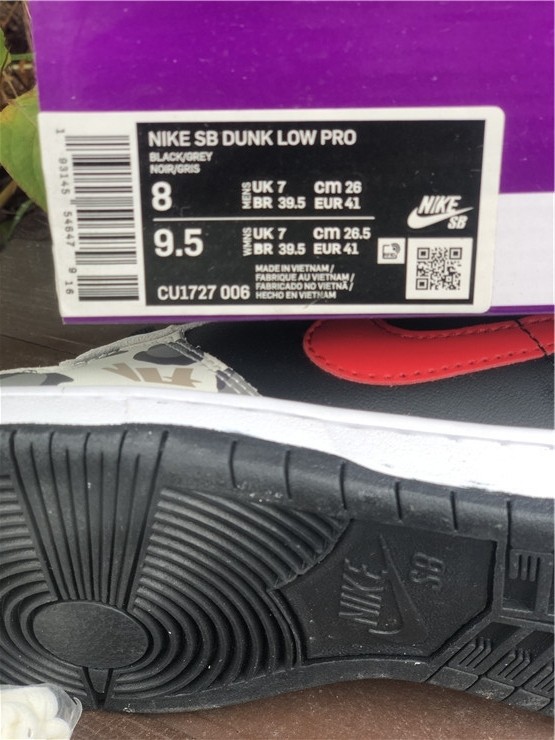 NIKE SB DUNK LOW PRO
BLACK/GREY
NOIR/GRIS
8 MENS UK 7 cm 26
BR 39.5 EUR 41
9.5 WMNS UK 7 cm 26.5
BR 39.5 EUR 41
NIKE
SB
MADE IN VIETNAM /
FABRIQUE AU VIETNAM /
FABRICADO NO VIETNÃ /
HECHO EN VIETNAM
CU1727 006
1 93145 54647 9 16
NIKE
SB